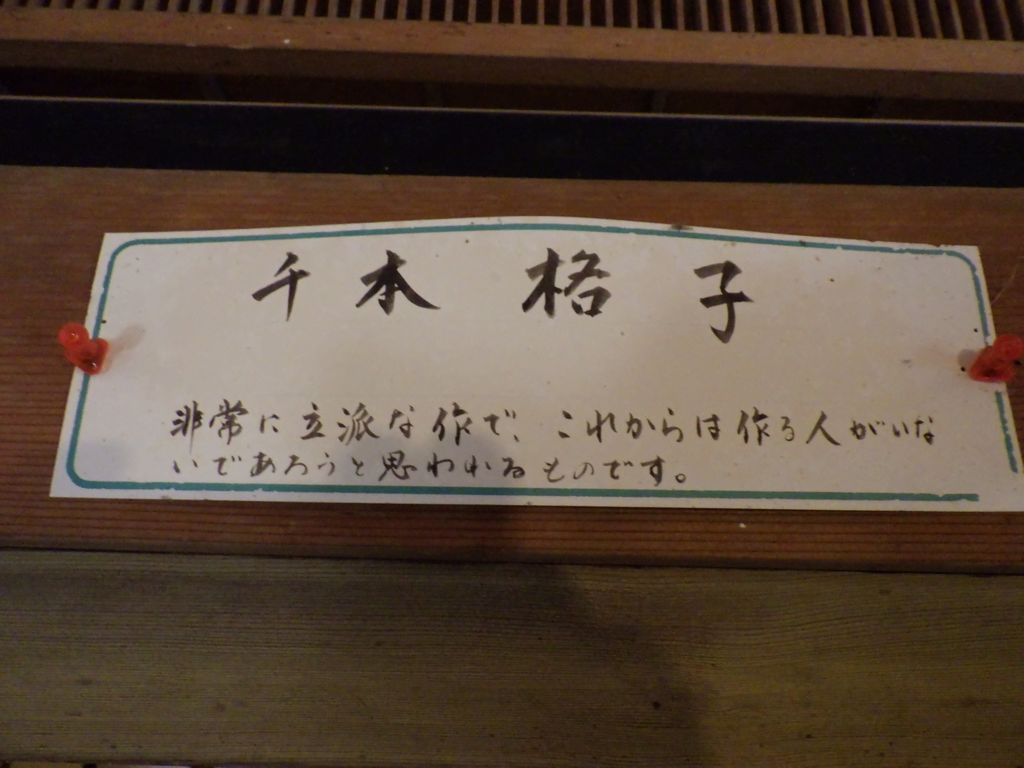 千本 格子
非常に立派な作で、これからは作る人がいな
いであろうと思われるものです。